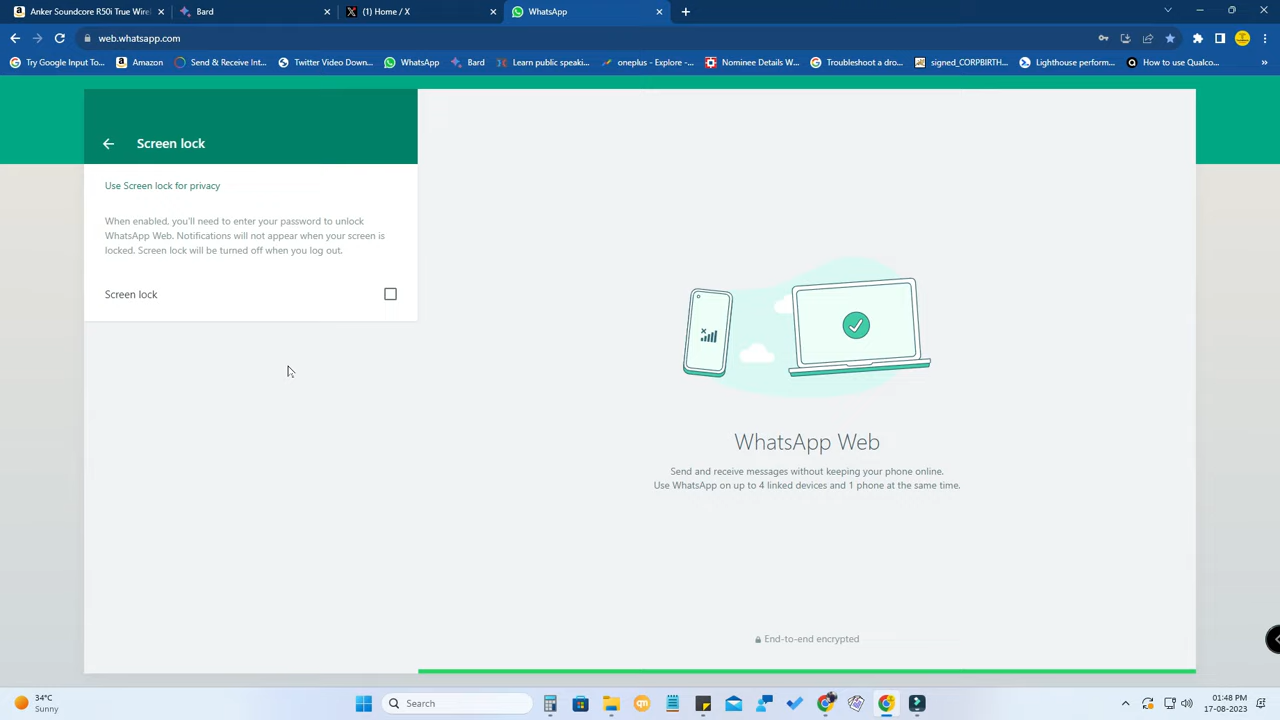 Anker Soundcore R50i True Wire
Bard
(1) Home / X
WhatsApp
web.whatsapp.com
Try Google Input To...
Amazon
Send & Receive Int...
Twitter Video Down...
WhatsApp
Bard
Learn public speaki...
oneplus - Explore -...
Nominee Details W...
Troubleshoot a dro...
signed_CORPBIRTH...
Lighthouse perform...
How to use Qualco...
Screen lock
Use Screen lock for privacy
When enabled, you'll need to enter your password to unlock
WhatsApp Web. Notifications will not appear when your screen is
locked. Screen lock will be turned off when you log out.
Screen lock
WhatsApp Web
Send and receive messages without keeping your phone online.
Use WhatsApp on up to 4 linked devices and 1 phone at the same time.
End-to-end encrypted
34°C
Sunny
Search
01:48 PM
17-08-2023